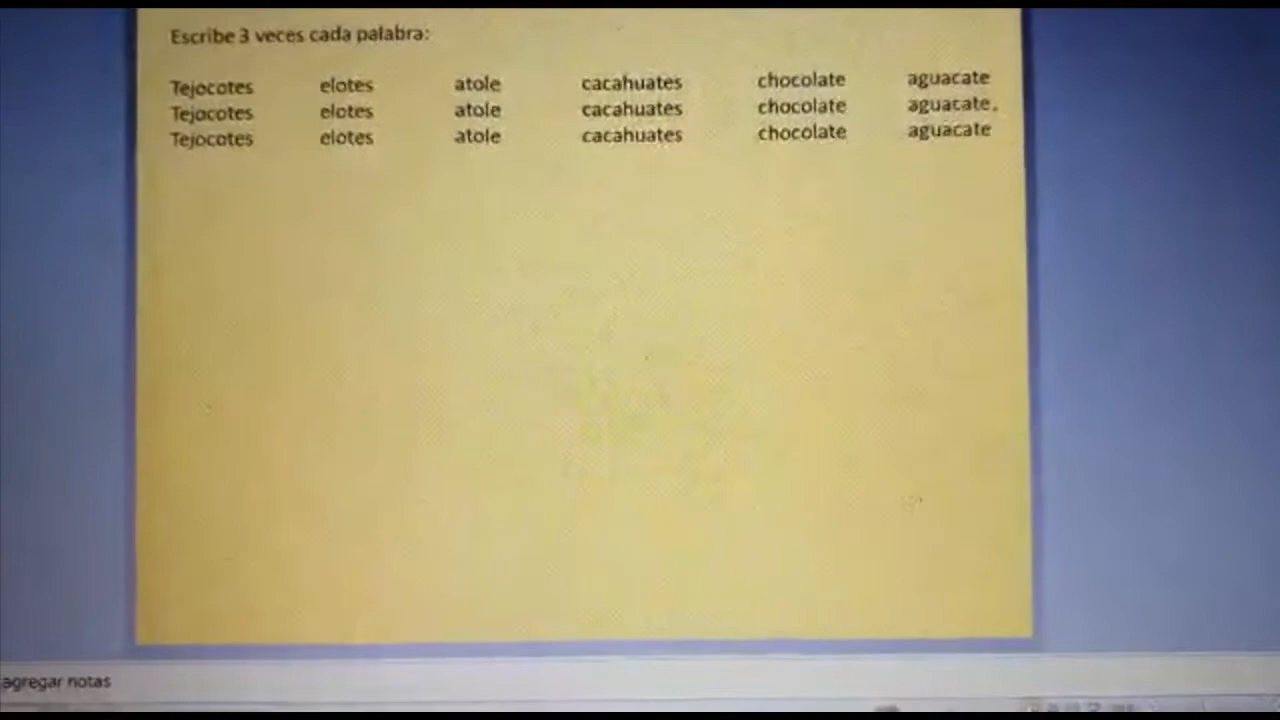 Escribe 3 veces cada palabra:
Tejocotes elotes atole cacahuates chocolate aguacate
Tejocotes elotes atole cacahuates chocolate aguacate.
Tejocotes elotes atole cacahuates chocolate aguacate
agregar notas